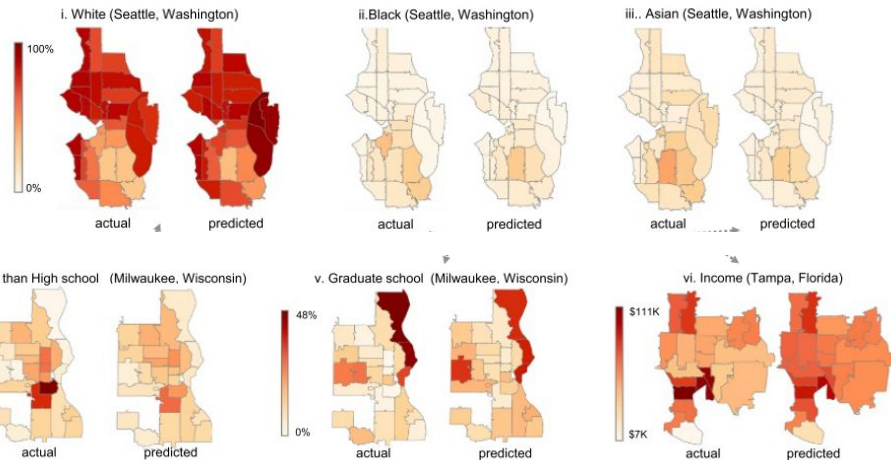 i. White (Seattle, Washington)
ii.Black (Seattle, Washington)
iii.. Asian (Seattle, Washington)
100%
0%
actual
predicted
actual
predicted
actual
predicted
than High school (Milwaukee, Wisconsin)
v. Graduate school (Milwaukee, Wisconsin)
vi. Income (Tampa, Florida)
48%
0%
$111K
$7K
actual
predicted
actual
predicted
actual
predicted